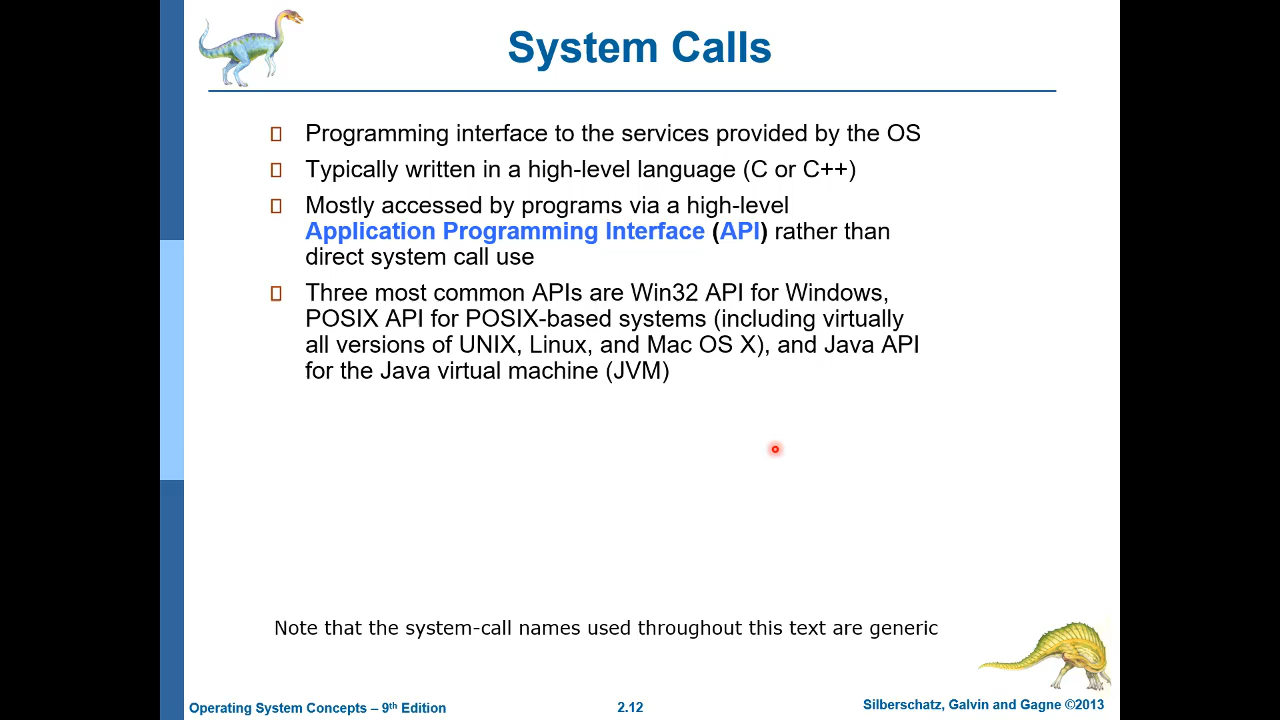 System Calls
Programming interface to the services provided by the OS
Typically written in a high-level language (C or C++)
Mostly accessed by programs via a high-level
Application Programming Interface (API) rather than
direct system call use
Three most common APIs are Win32 API for Windows,
POSIX API for POSIX-based systems (including virtually
all versions of UNIX, Linux, and Mac OS X), and Java API
for the Java virtual machine (JVM)
Note that the system-call names used throughout this text are generic
Operating System Concepts – 9th Edition
2.12
Silberschatz, Galvin and Gagne ©2013